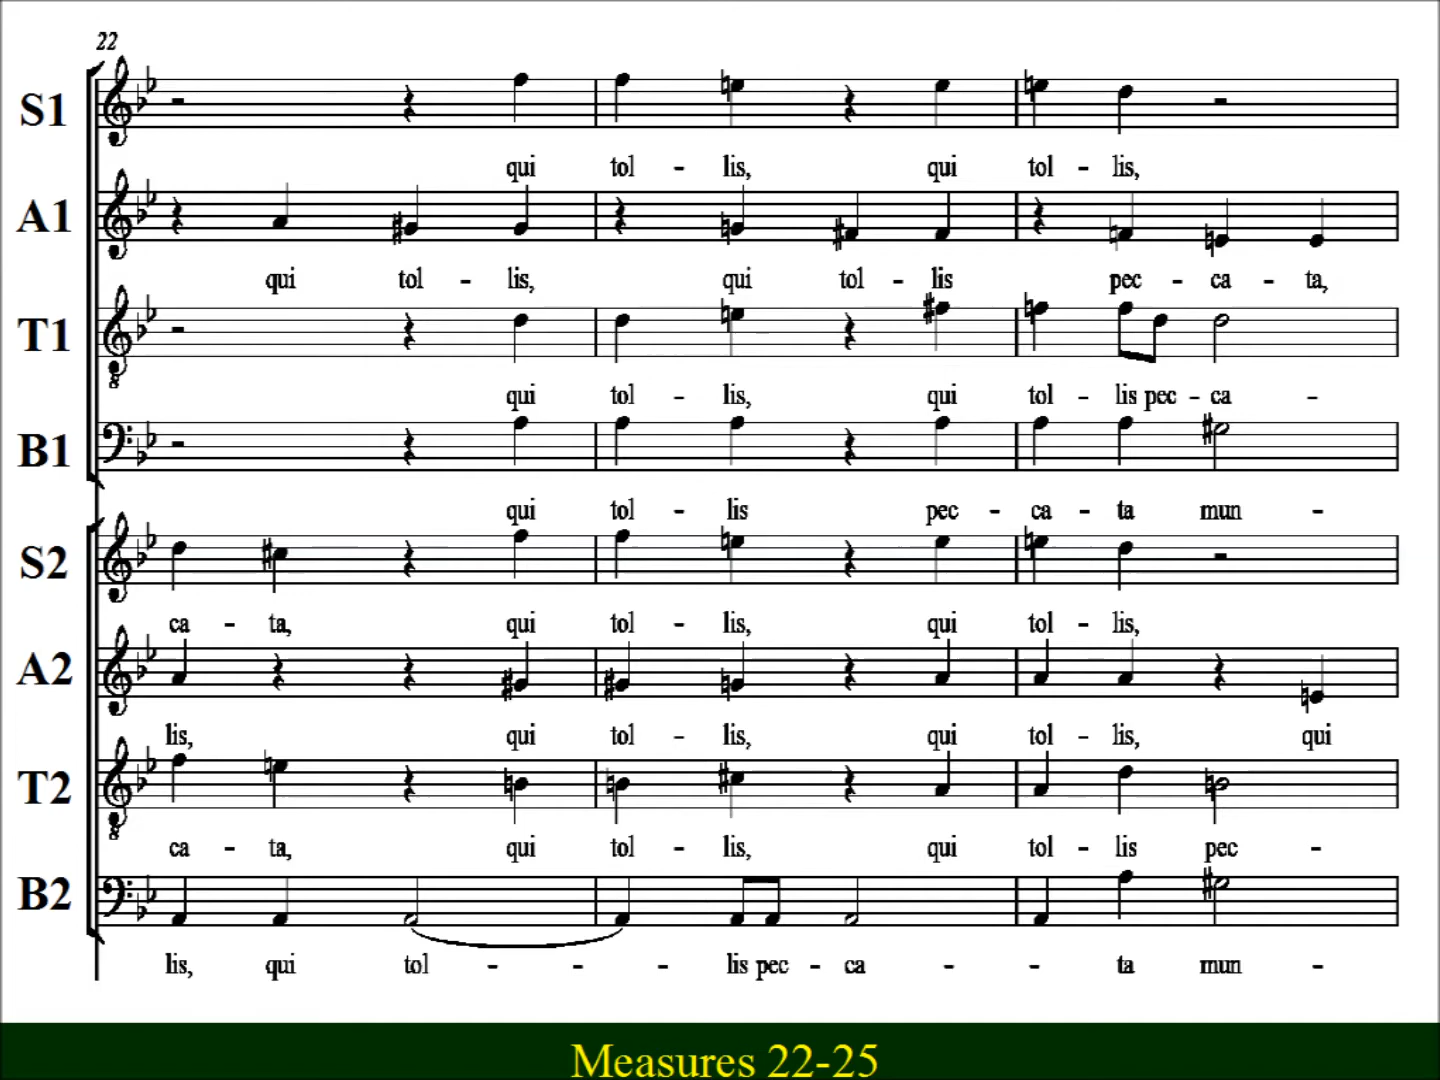 22
S1
qui tol - lis, qui tol - lis,
A1
qui tol - lis, qui tol - lis pec - ca - ta,
T1
8
qui tol - lis, qui tol - lis pec - ca -
B1
qui tol - lis pec - ca - ta mun -
S2
ca - ta, qui tol - lis, qui tol - lis,
A2
lis, qui tol - lis, qui tol - lis, qui
T2
8
ca - ta, qui tol - lis, qui tol - lis pec -
B2
lis, qui tol - - - lis pec - ca - - ta mun -
Measures 22-25